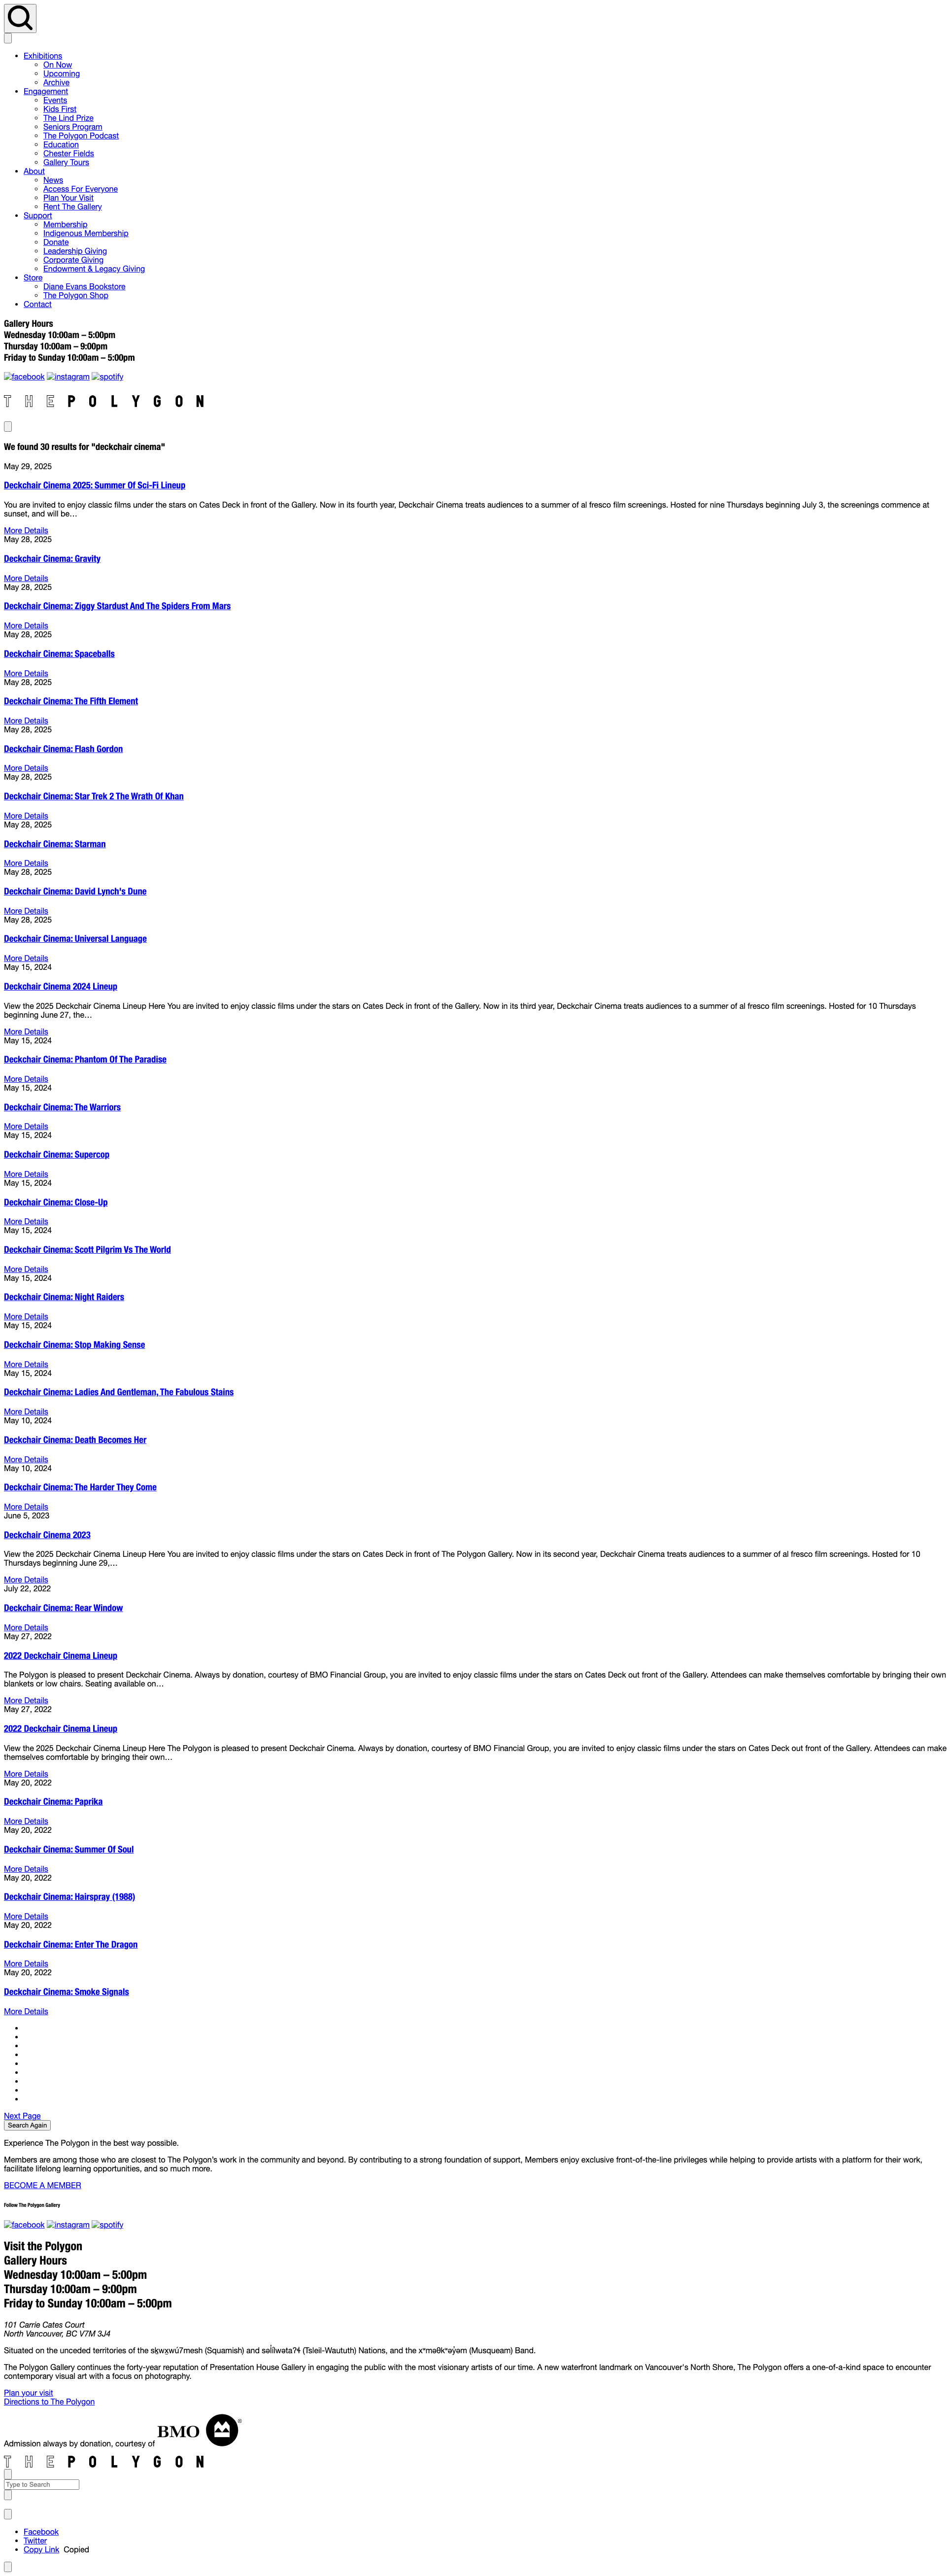 Exhibitions
On Now
Upcoming
Archive
Engagement
Events
Kids First
The Lind Prize
Seniors Program
The Polygon Podcast
Education
Chester Fields
Gallery Tours
About
News
Access For Everyone
Plan Your Visit
Rent The Gallery
Support
Membership
Indigenous Membership
Donate
Leadership Giving
Corporate Giving
Endowment & Legacy Giving
Store
Diane Evans Bookstore
The Polygon Shop
Contact
Gallery Hours
Wednesday 10:00am – 5:00pm
Thursday 10:00am – 9:00pm
Friday to Sunday 10:00am – 5:00pm
facebook instagram spotify
THE POLYGON
We found 30 results for "deckchair cinema"
May 29, 2025
Deckchair Cinema 2025: Summer Of Sci-Fi Lineup
You are invited to enjoy classic films under the stars on Cates Deck in front of the Gallery. Now in its fourth year, Deckchair Cinema treats audiences to a summer of al fresco film screenings. Hosted for nine Thursdays beginning July 3, the screenings commence at
sunset, and will be…
More Details
May 28, 2025
Deckchair Cinema: Gravity
More Details
May 28, 2025
Deckchair Cinema: Ziggy Stardust And The Spiders From Mars
More Details
May 28, 2025
Deckchair Cinema: Spaceballs
More Details
May 28, 2025
Deckchair Cinema: The Fifth Element
More Details
May 28, 2025
Deckchair Cinema: Flash Gordon
More Details
May 28, 2025
Deckchair Cinema: Star Trek 2 The Wrath Of Khan
More Details
May 28, 2025
Deckchair Cinema: Starman
More Details
May 28, 2025
Deckchair Cinema: David Lynch's Dune
More Details
May 28, 2025
Deckchair Cinema: Universal Language
More Details
May 15, 2024
Deckchair Cinema 2024 Lineup
View the 2025 Deckchair Cinema Lineup Here You are invited to enjoy classic films under the stars on Cates Deck in front of the Gallery. Now in its third year, Deckchair Cinema treats audiences to a summer of al fresco film screenings. Hosted for 10 Thursdays
beginning June 27, the…
More Details
May 15, 2024
Deckchair Cinema: Phantom Of The Paradise
More Details
May 15, 2024
Deckchair Cinema: The Warriors
More Details
May 15, 2024
Deckchair Cinema: Supercop
More Details
May 15, 2024
Deckchair Cinema: Close-Up
More Details
May 15, 2024
Deckchair Cinema: Scott Pilgrim Vs The World
More Details
May 15, 2024
Deckchair Cinema: Night Raiders
More Details
May 15, 2024
Deckchair Cinema: Stop Making Sense
More Details
May 15, 2024
Deckchair Cinema: Ladies And Gentleman, The Fabulous Stains
More Details
May 10, 2024
Deckchair Cinema: Death Becomes Her
More Details
May 10, 2024
Deckchair Cinema: The Harder They Come
More Details
June 5, 2023
Deckchair Cinema 2023
View the 2025 Deckchair Cinema Lineup Here You are invited to enjoy classic films under the stars on Cates Deck in front of The Polygon Gallery. Now in its second year, Deckchair Cinema treats audiences to a summer of al fresco film screenings. Hosted for 10
Thursdays beginning June 29,…
More Details
July 22, 2022
Deckchair Cinema: Rear Window
More Details
May 27, 2022
2022 Deckchair Cinema Lineup
The Polygon is pleased to present Deckchair Cinema. Always by donation, courtesy of BMO Financial Group, you are invited to enjoy classic films under the stars on Cates Deck out front of the Gallery. Attendees can make themselves comfortable by bringing their own
blankets or low chairs. Seating available on…
More Details
May 27, 2022
2022 Deckchair Cinema Lineup
View the 2025 Deckchair Cinema Lineup Here The Polygon is pleased to present Deckchair Cinema. Always by donation, courtesy of BMO Financial Group, you are invited to enjoy classic films under the stars on Cates Deck out front of the Gallery. Attendees can make
themselves comfortable by bringing their own…
More Details
May 20, 2022
Deckchair Cinema: Paprika
More Details
May 20, 2022
Deckchair Cinema: Summer Of Soul
More Details
May 20, 2022
Deckchair Cinema: Hairspray (1988)
More Details
May 20, 2022
Deckchair Cinema: Enter The Dragon
More Details
May 20, 2022
Deckchair Cinema: Smoke Signals
More Details
Next Page
Search Again
Experience The Polygon in the best way possible.
Members are among those who are closest to The Polygon's work in the community and beyond. By contributing to a strong foundation of support, Members enjoy exclusive front-of-the-line privileges while helping to provide artists with a platform for their work,
facilitate lifelong learning opportunities, and so much more.
BECOME A MEMBER
Follow The Polygon Gallery
facebook instagram spotify
Visit the Polygon
Gallery Hours
Wednesday 10:00am – 5:00pm
Thursday 10:00am – 9:00pm
Friday to Sunday 10:00am – 5:00pm
101 Carrie Cates Court
North Vancouver, BC V7M 3J4
Situated on the unceded territories of the sḵwx̱wú7mesh (Squamish) and səl̓ilwətaʔɬ (Tsleil-Waututh) Nations, and the xʷməθkʷəy̓əm (Musqueam) Band.
The Polygon Gallery continues the forty-year reputation of Presentation House Gallery in engaging the public with the most visionary artists of our time. A new waterfront landmark on Vancouver's North Shore, The Polygon offers a one-of-a-kind space to encounter
contemporary visual art with a focus on photography.
Plan your visit
Directions to The Polygon
Admission always by donation, courtesy of BMO ®
THE POLYGON
Type to Search
Facebook
Twitter
Copy Link Copied